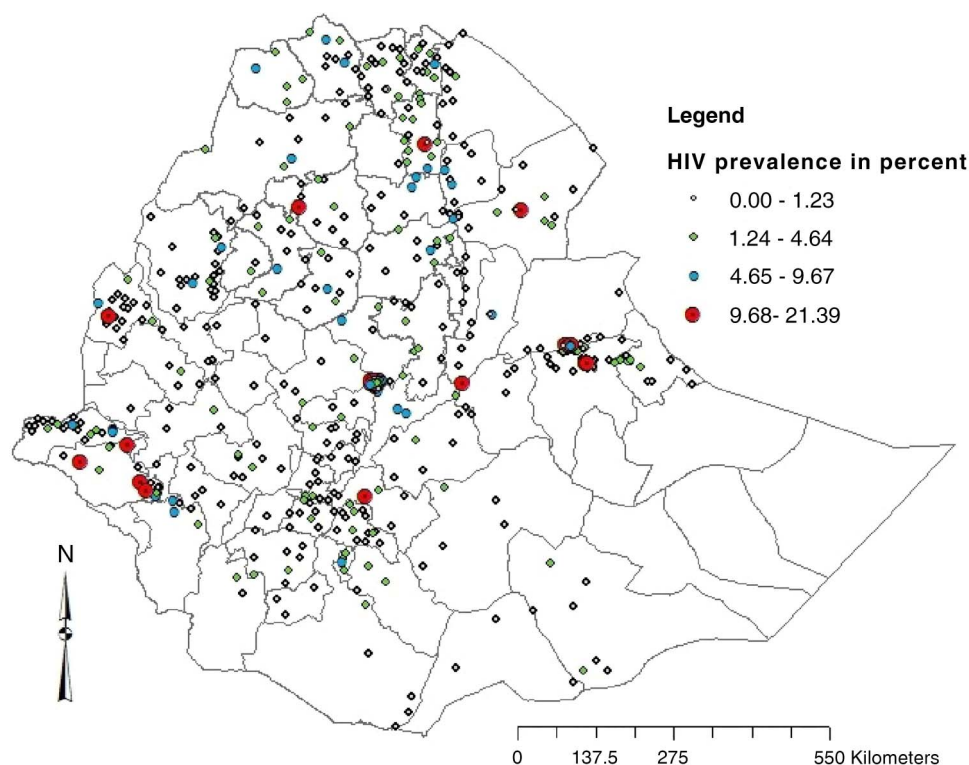 Legend
HIV prevalence in percent
0.00 - 1.23
1.24 - 4.64
4.65 - 9.67
9.68- 21.39
N
0 137.5 275 550 Kilometers